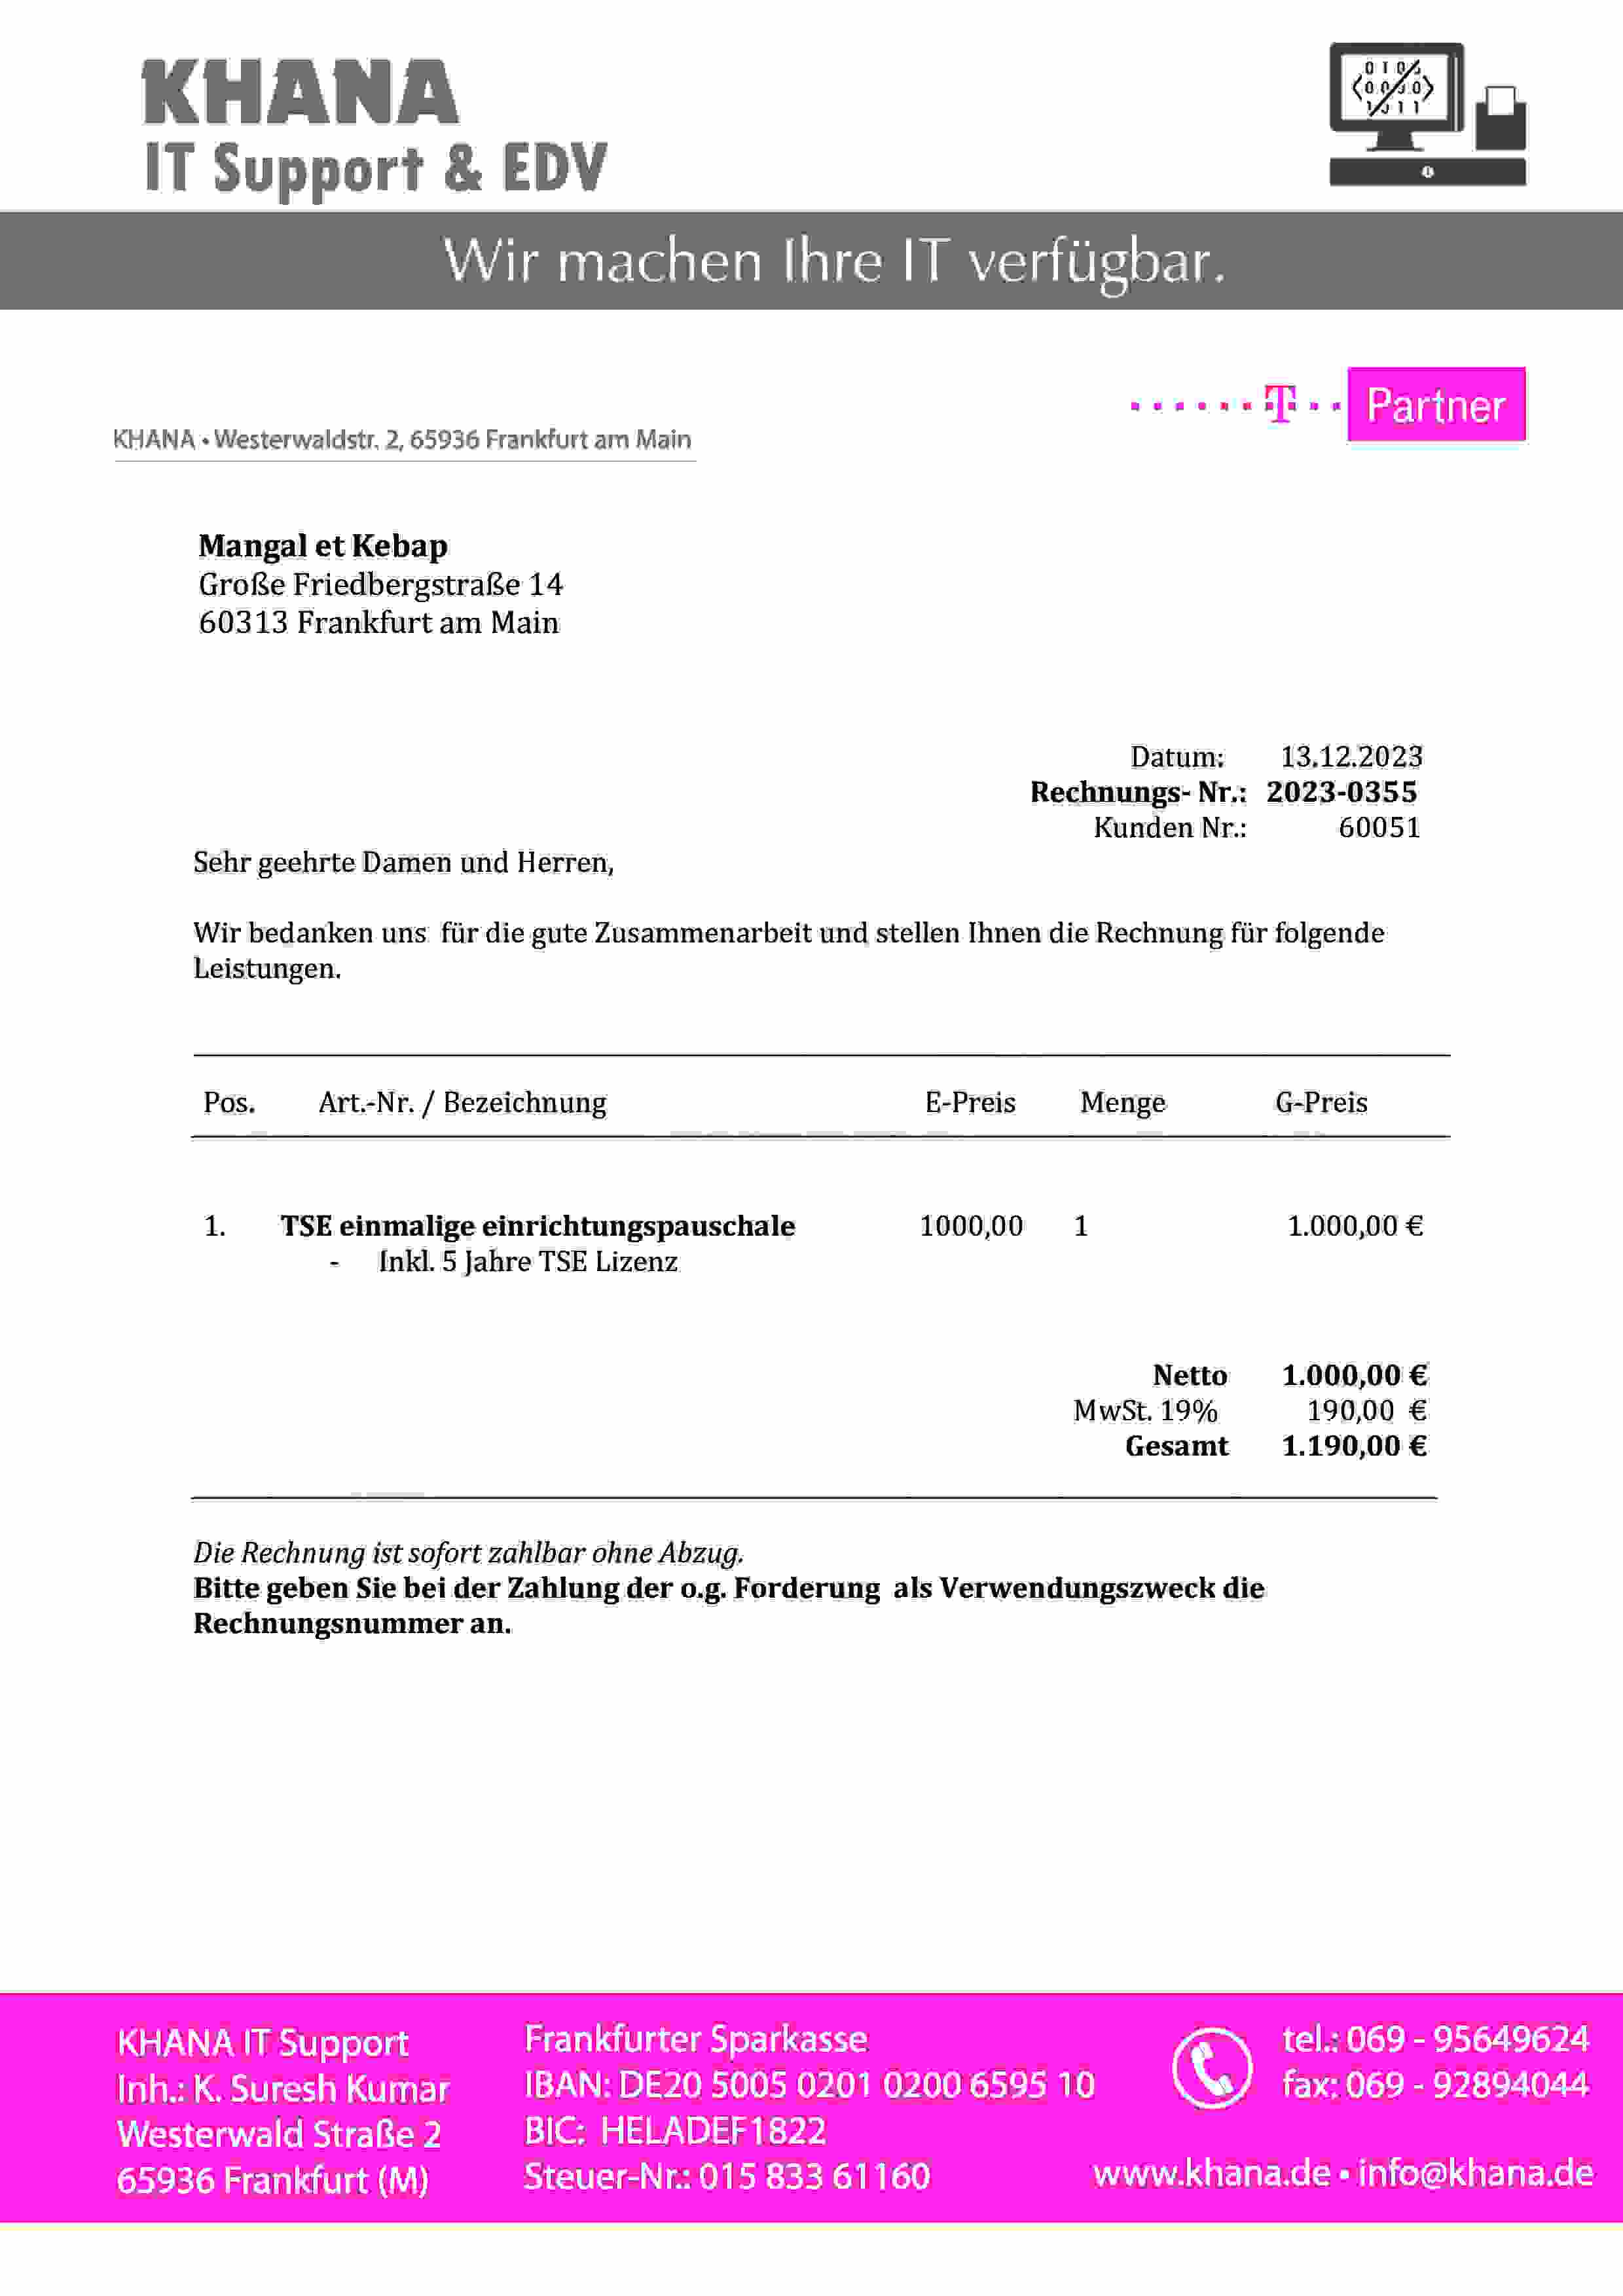 KHANA
IT Support & EDV
Wir machen Ihre IT verfügbar.
T Partner
KHANA • Westerwaldstr. 2, 65936 Frankfurt am Main
Mangal et Kebap
Große Friedbergstraße 14
60313 Frankfurt am Main
Datum: 13.12.2023
Rechnungs- Nr.: 2023-0355
Kunden Nr.: 60051
Sehr geehrte Damen und Herren,
Wir bedanken uns für die gute Zusammenarbeit und stellen Ihnen die Rechnung für folgende
Leistungen.
Pos. Art.-Nr. / Bezeichnung E-Preis Menge G-Preis
1. TSE einmalige einrichtungspauschale 1000,00 1 1.000,00 €
- Inkl. 5 Jahre TSE Lizenz
Netto 1.000,00 €
MwSt. 19% 190,00 €
Gesamt 1.190,00 €
Die Rechnung ist sofort zahlbar ohne Abzug.
Bitte geben Sie bei der Zahlung der o.g. Forderung als Verwendungszweck die
Rechnungsnummer an.
KHANA IT Support
Inh.: K. Suresh Kumar
Westerwald Straße 2
65936 Frankfurt (M)
Frankfurter Sparkasse
IBAN: DE20 5005 0201 0200 6595 10
BIC: HELADEF1822
Steuer-Nr.: 015 833 61160
tel.: 069 - 95649624
fax: 069 - 92894044
www.khana.de • info@khana.de